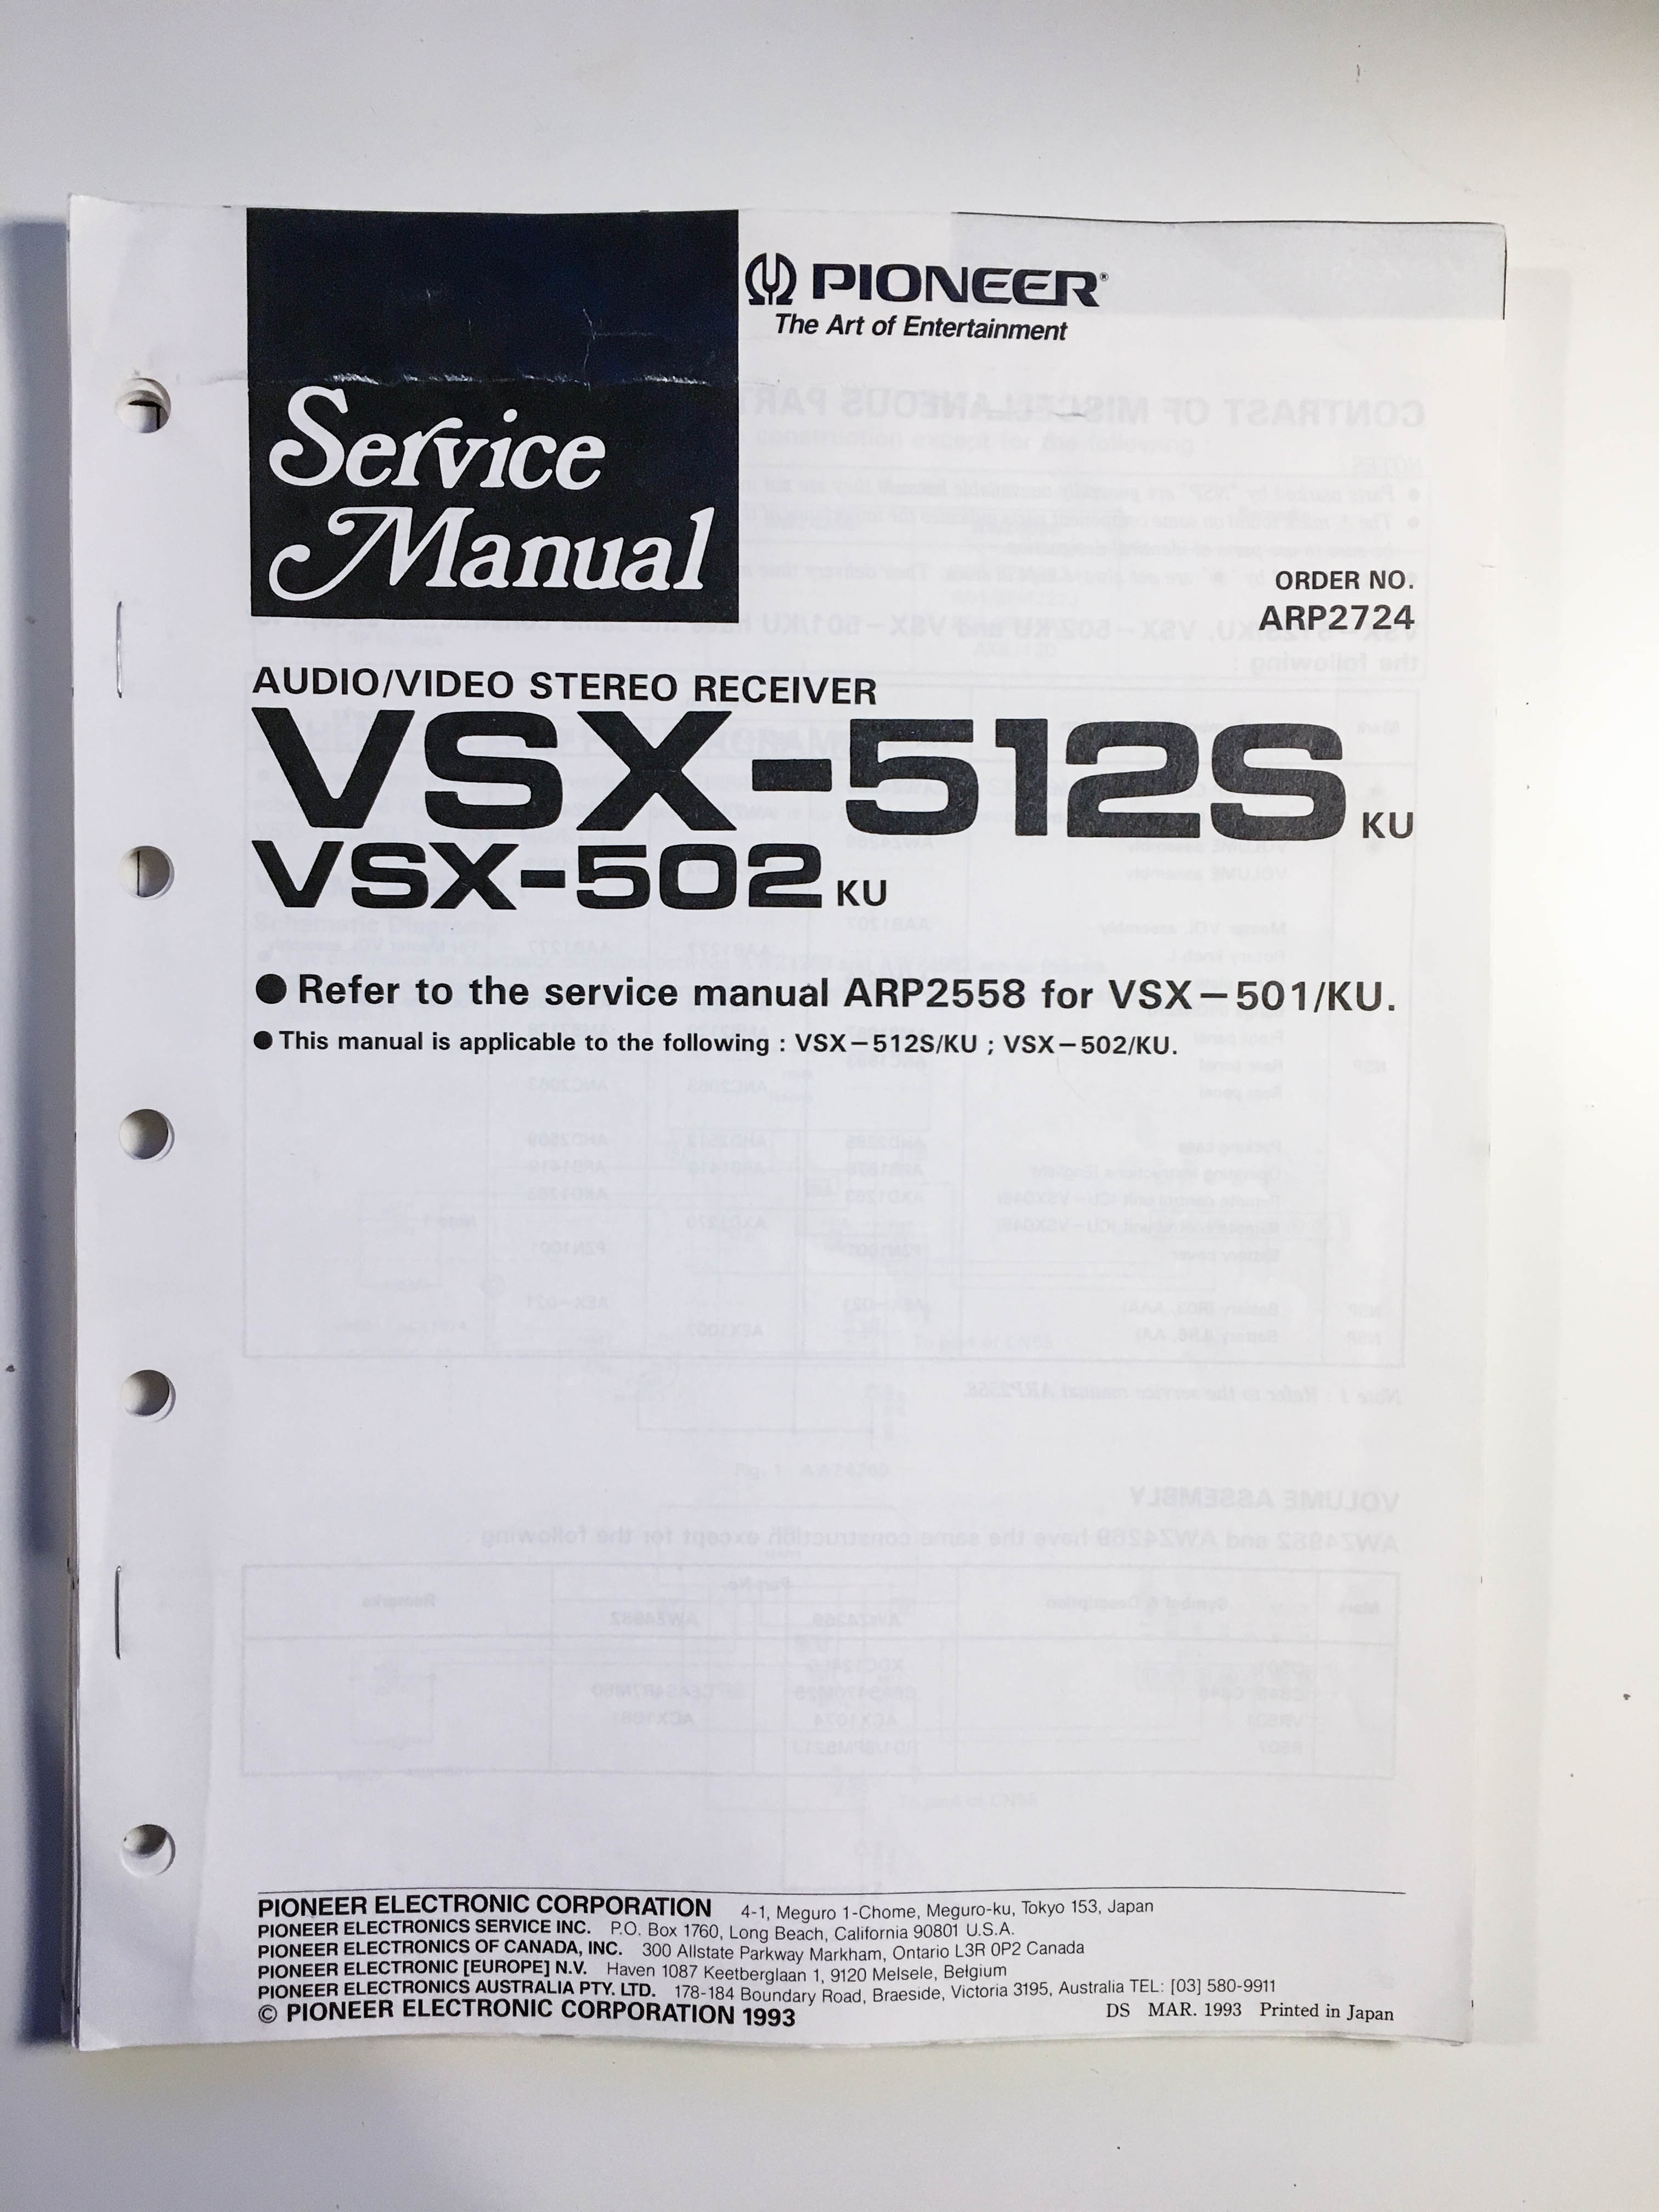 PIONEER®
The Art of Entertainment
Service
Manual
ORDER NO.
ARP2724
AUDIO/VIDEO STEREO RECEIVER
VSX-512S KU
VSX-502 KU
● Refer to the service manual ARP2558 for VSX−501/KU.
● This manual is applicable to the following : VSX−512S/KU ; VSX−502/KU.
PIONEER ELECTRONIC CORPORATION 4-1, Meguro 1-Chome, Meguro-ku, Tokyo 153, Japan
PIONEER ELECTRONICS SERVICE INC. P.O. Box 1760, Long Beach, California 90801 U.S.A.
PIONEER ELECTRONICS OF CANADA, INC. 300 Allstate Parkway Markham, Ontario L3R 0P2 Canada
PIONEER ELECTRONIC [EUROPE] N.V. Haven 1087 Keetberglaan 1, 9120 Melsele, Belgium
PIONEER ELECTRONICS AUSTRALIA PTY. LTD. 178-184 Boundary Road, Braeside, Victoria 3195, Australia TEL: [03] 580-9911
© PIONEER ELECTRONIC CORPORATION 1993 DS MAR. 1993 Printed in Japan